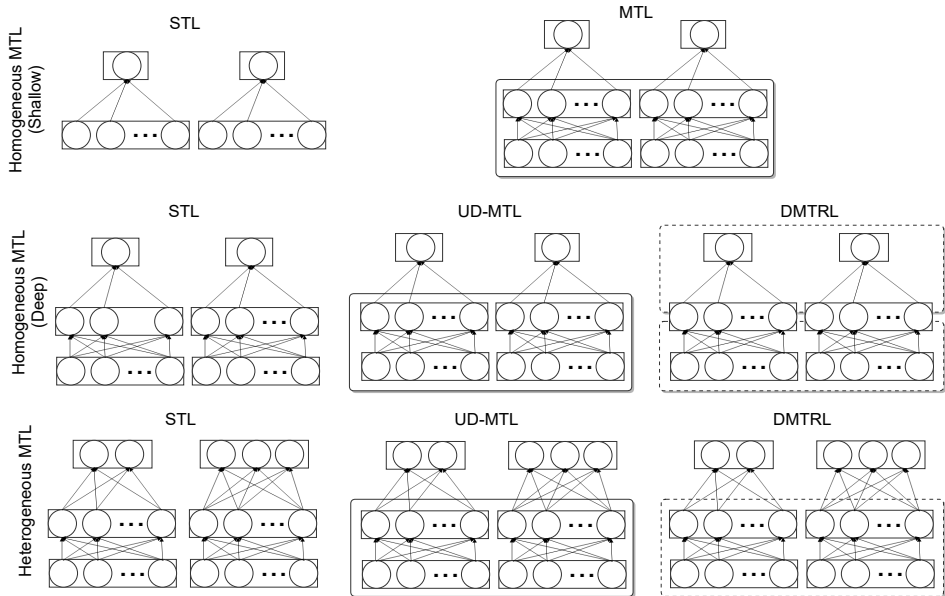 Homogeneous MTL
(Shallow)
STL
MTL
Homogeneous MTL
(Deep)
STL
UD-MTL
DMTRL
Heterogeneous MTL
STL
UD-MTL
DMTRL